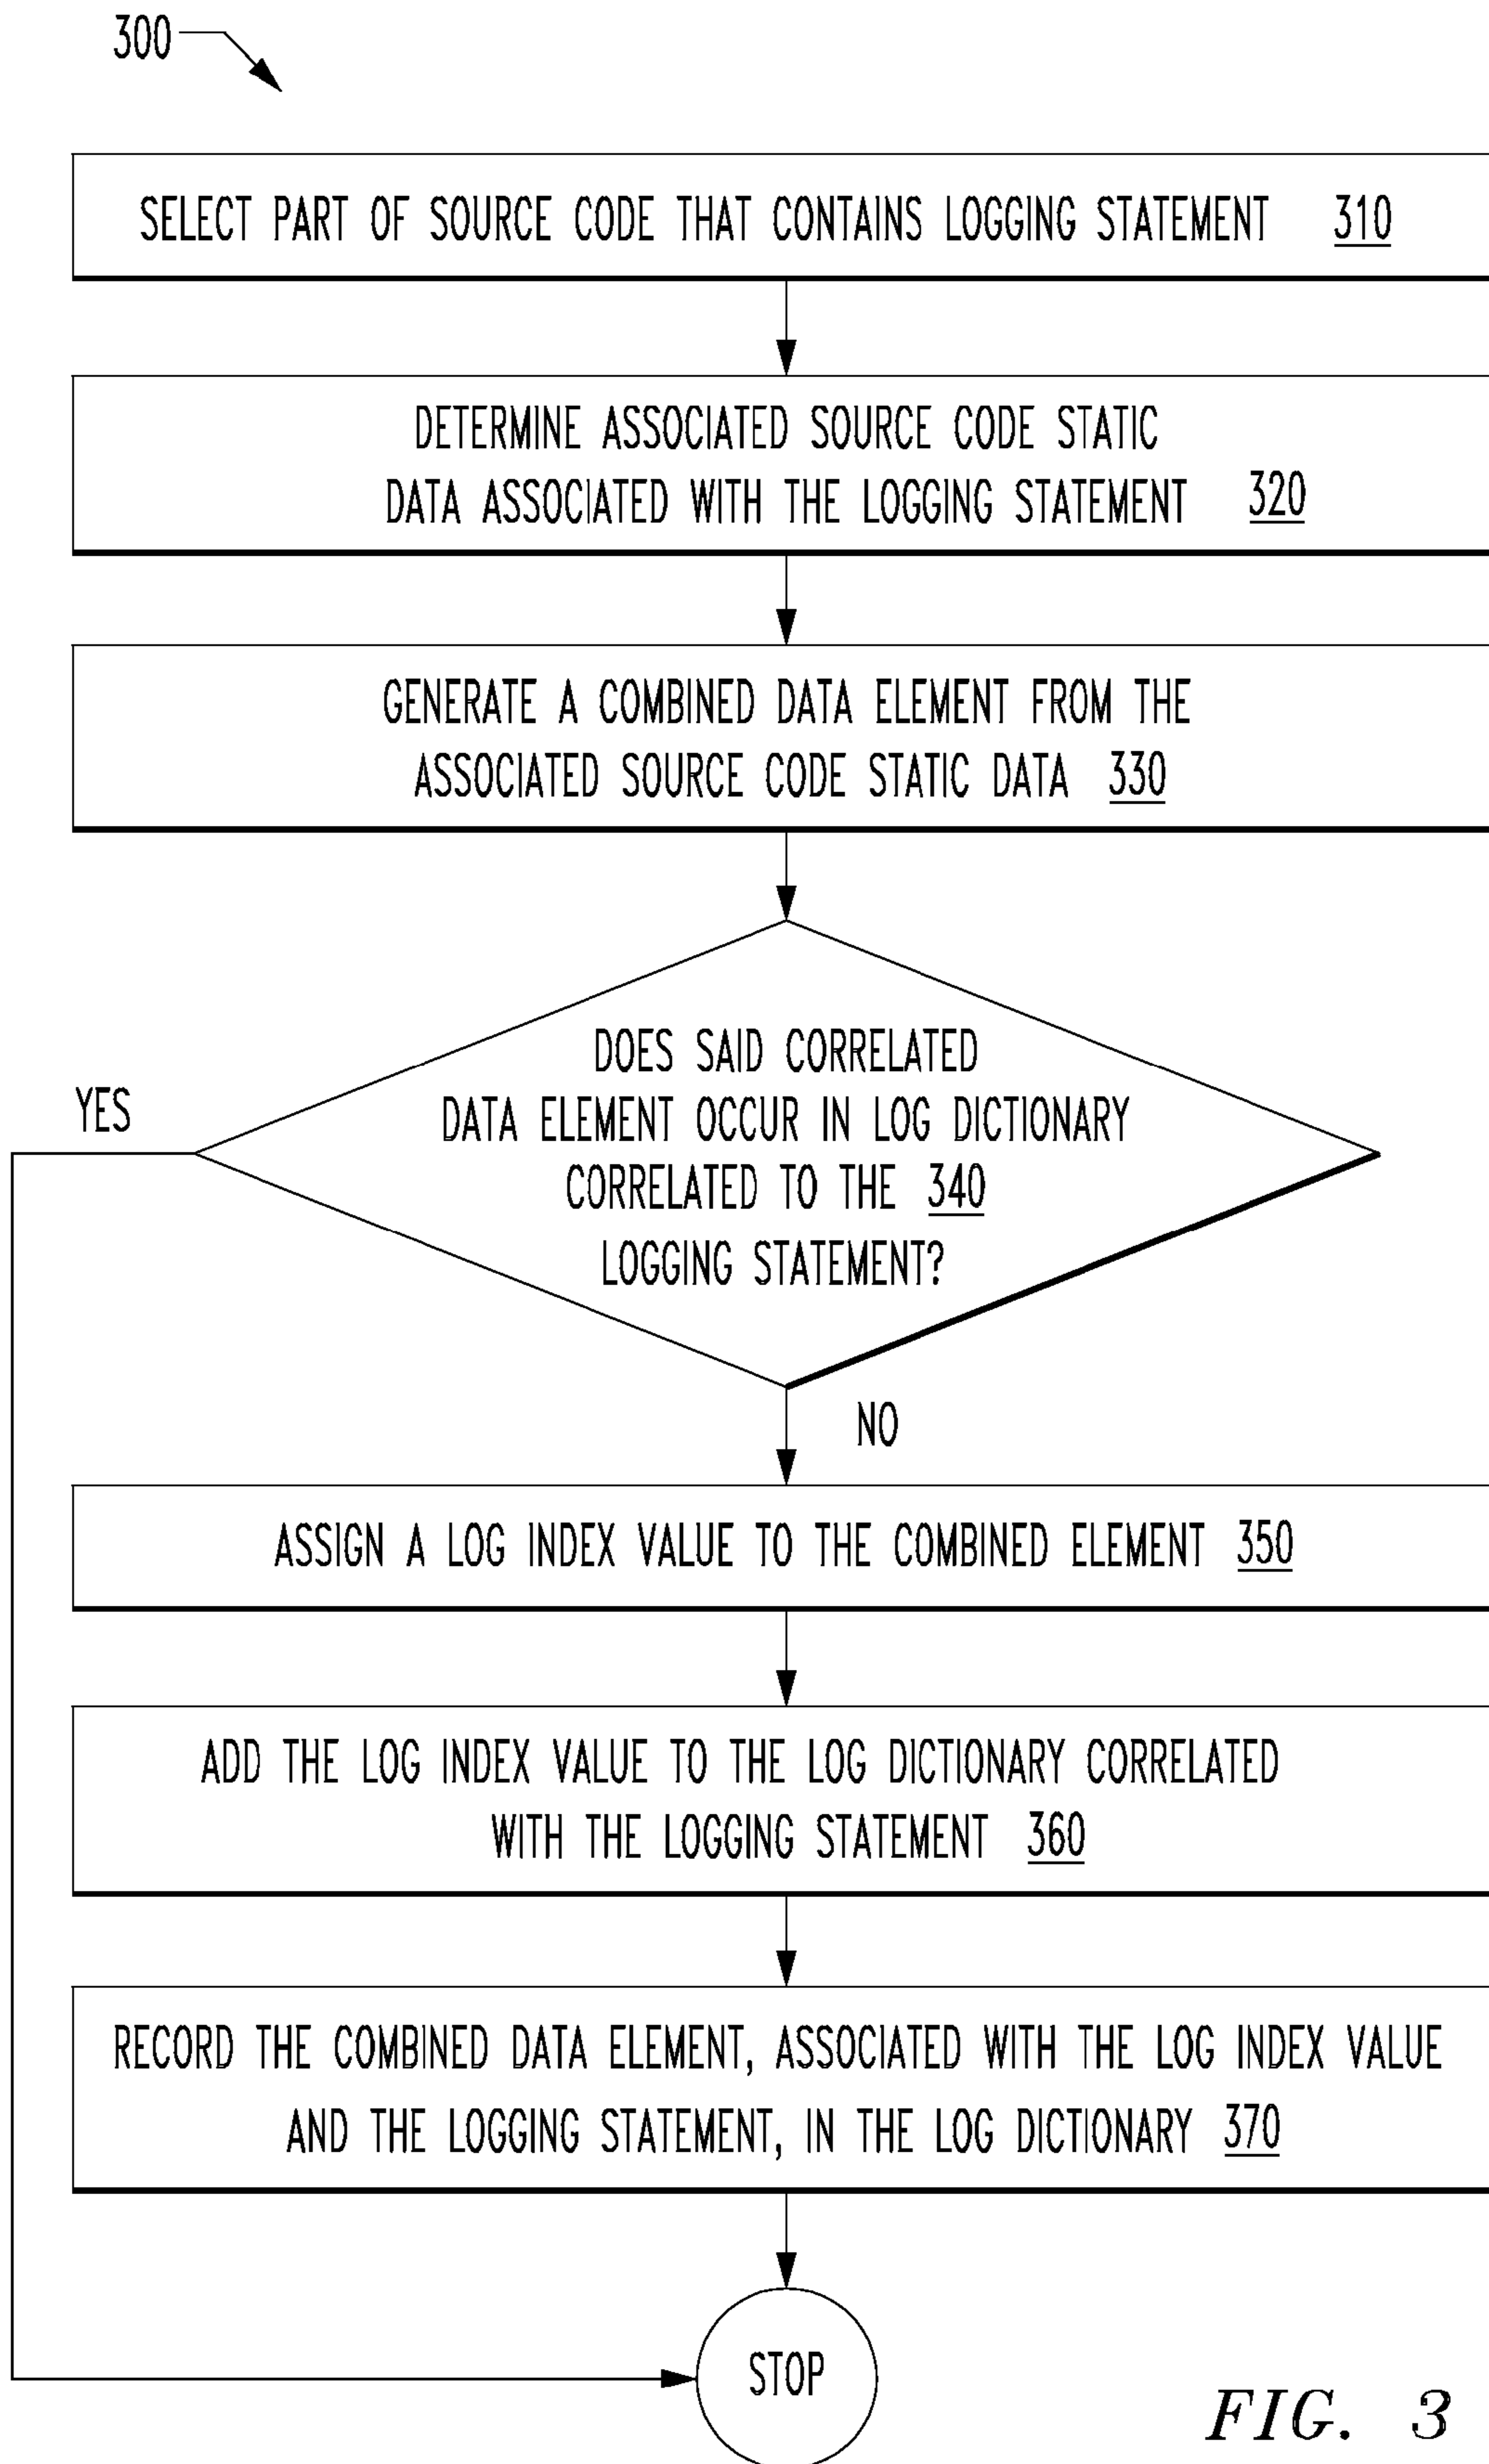 300
SELECT PART OF SOURCE CODE THAT CONTAINS LOGGING STATEMENT 310
DETERMINE ASSOCIATED SOURCE CODE STATIC
DATA ASSOCIATED WITH THE LOGGING STATEMENT 320
GENERATE A COMBINED DATA ELEMENT FROM THE
ASSOCIATED SOURCE CODE STATIC DATA 330
DOES SAID CORRELATED
DATA ELEMENT OCCUR IN LOG DICTIONARY
CORRELATED TO THE 340
LOGGING STATEMENT?
YES
NO
ASSIGN A LOG INDEX VALUE TO THE COMBINED ELEMENT 350
ADD THE LOG INDEX VALUE TO THE LOG DICTIONARY CORRELATED
WITH THE LOGGING STATEMENT 360
RECORD THE COMBINED DATA ELEMENT, ASSOCIATED WITH THE LOG INDEX VALUE
AND THE LOGGING STATEMENT, IN THE LOG DICTIONARY 370
STOP
FIG. 3